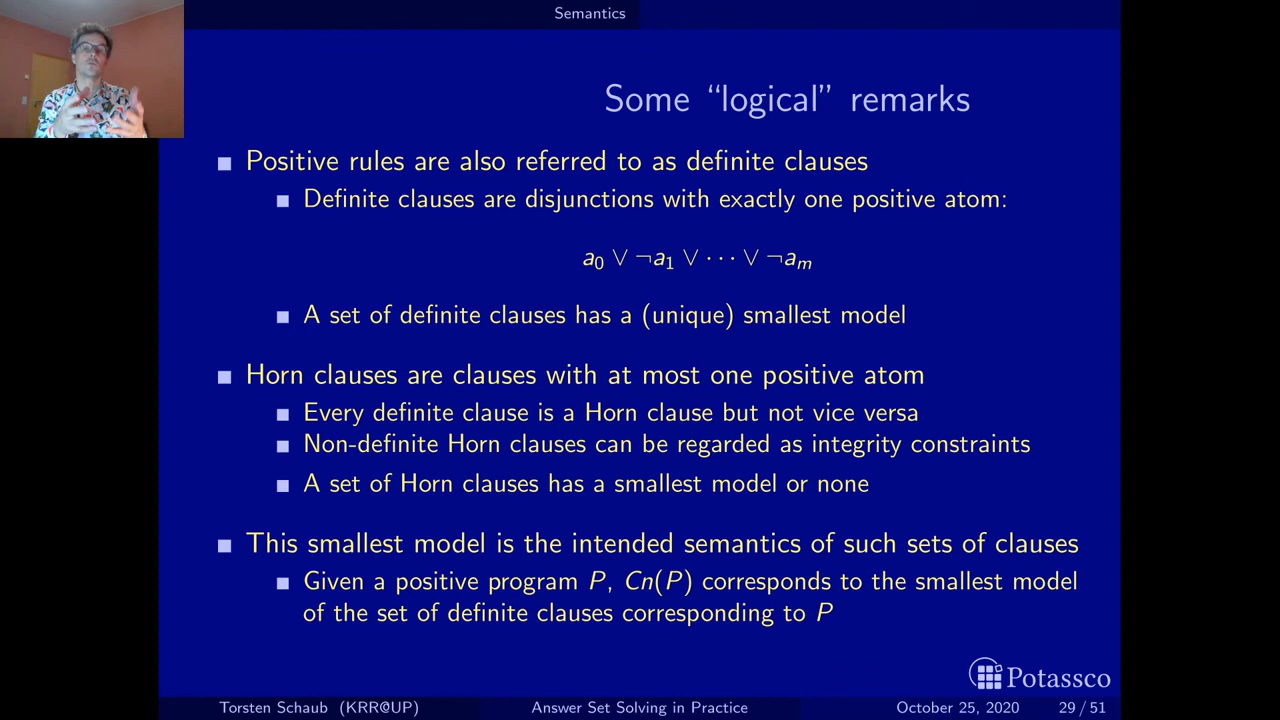 Semantics
Some “logical” remarks
Positive rules are also referred to as definite clauses
Definite clauses are disjunctions with exactly one positive atom:
a₀ ∨ ¬a₁ ∨ ⋯ ∨ ¬aₘ
A set of definite clauses has a (unique) smallest model
Horn clauses are clauses with at most one positive atom
Every definite clause is a Horn clause but not vice versa
Non-definite Horn clauses can be regarded as integrity constraints
A set of Horn clauses has a smallest model or none
This smallest model is the intended semantics of such sets of clauses
Given a positive program P, Cn(P) corresponds to the smallest model
of the set of definite clauses corresponding to P
Potassco
Torsten Schaub (KRR@UP) Answer Set Solving in Practice October 25, 2020 29 / 51